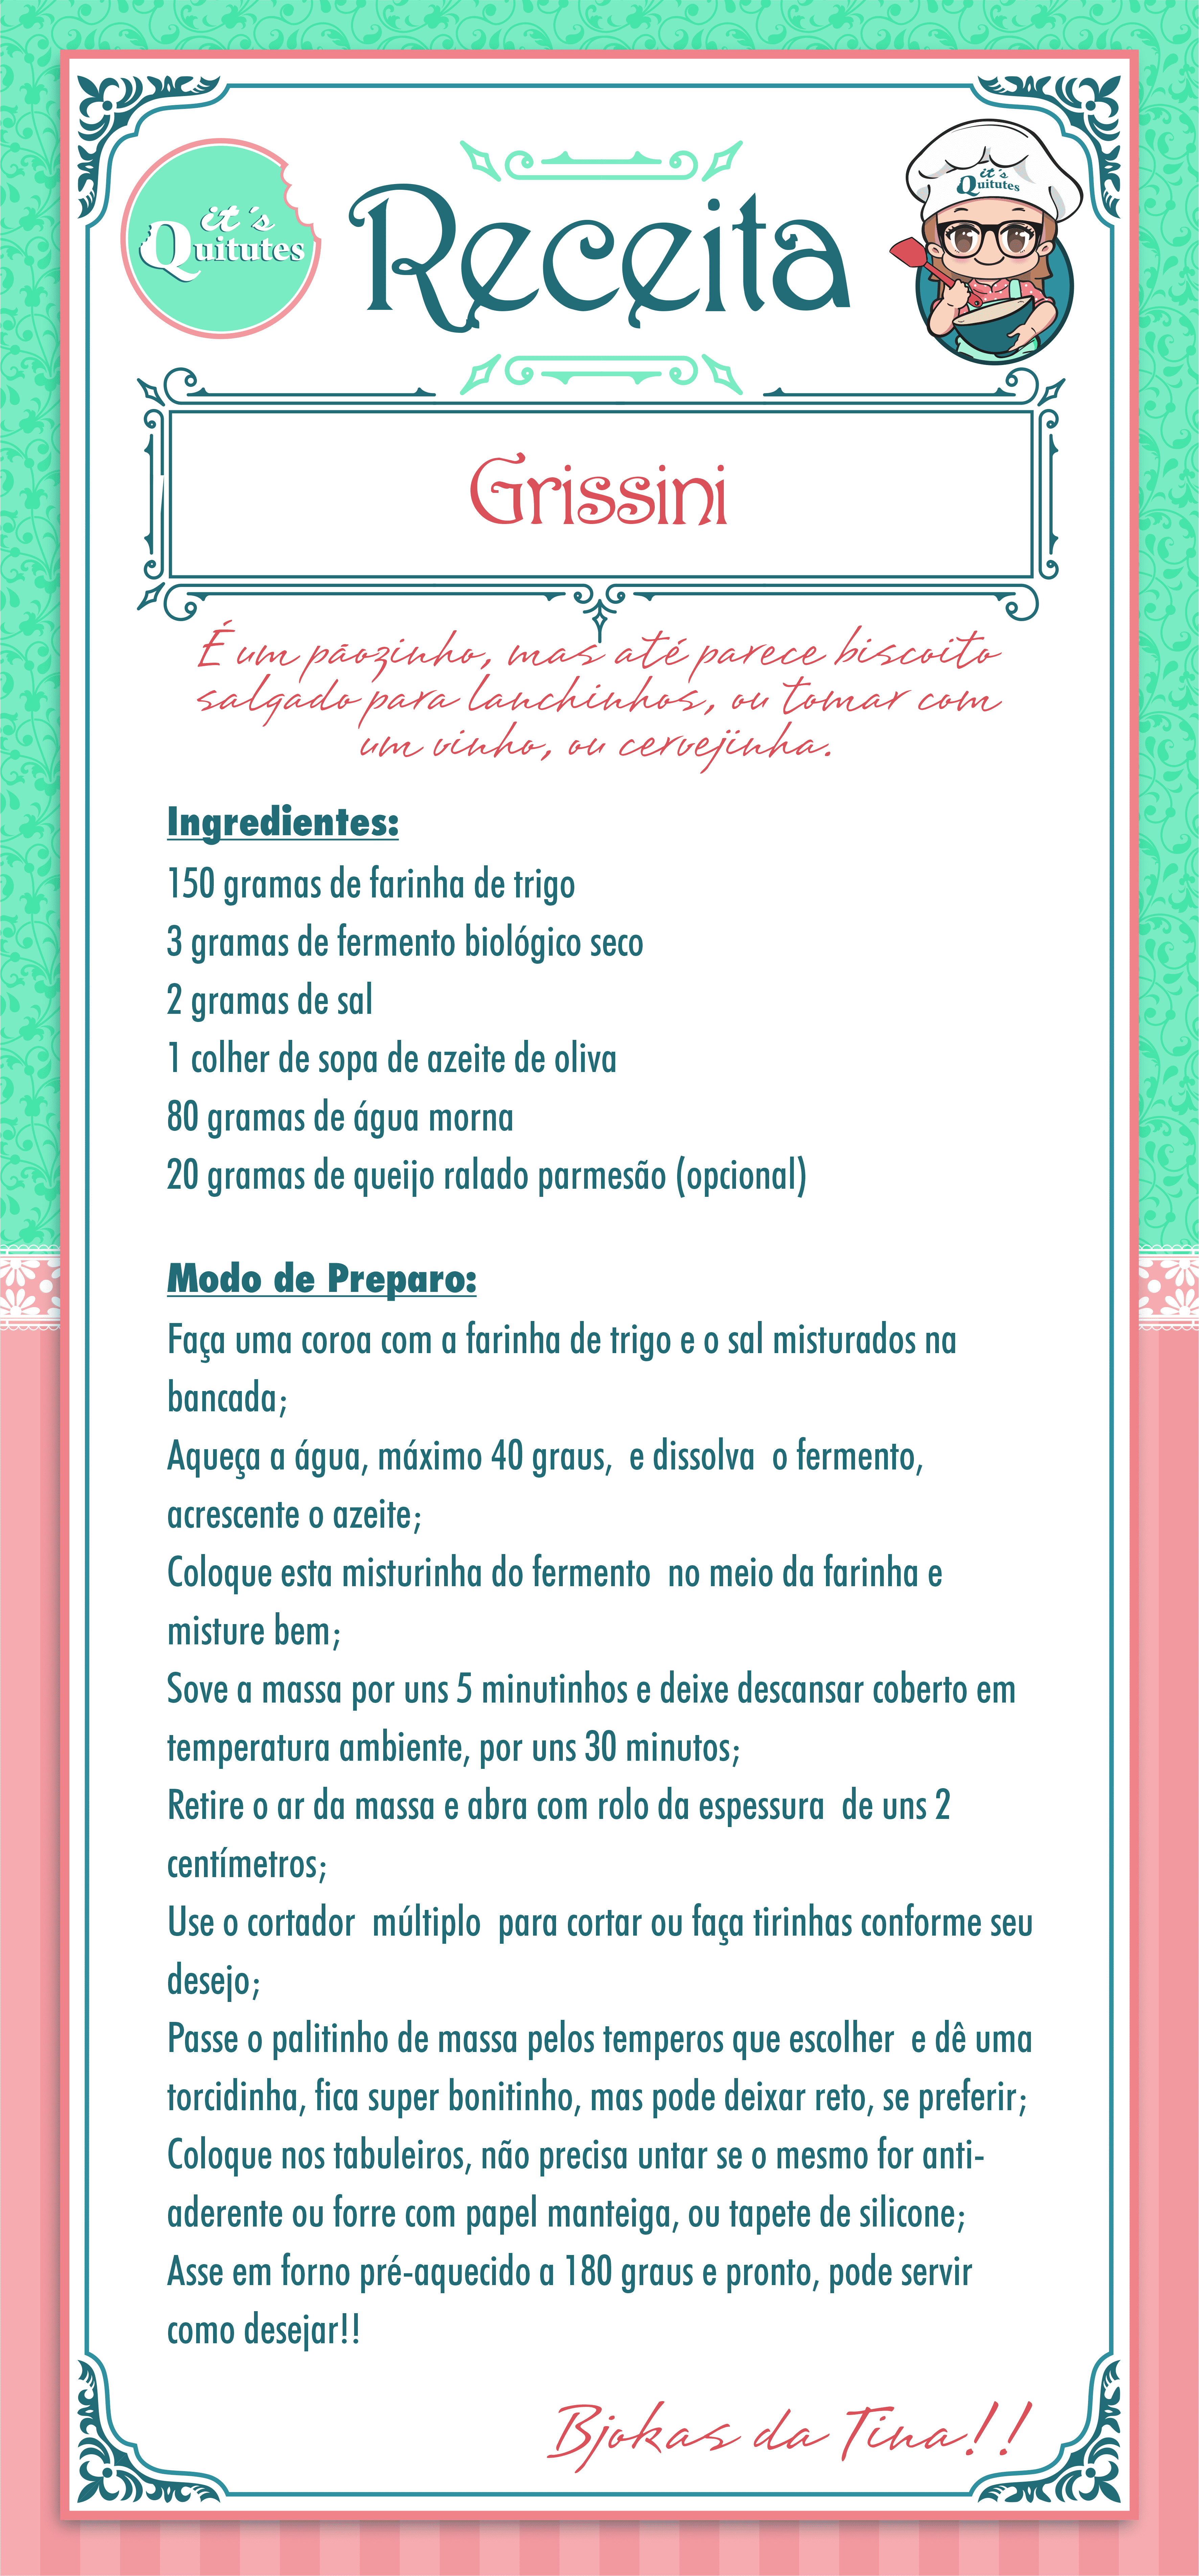 it´s
Quitutes
Receita
it´s
Quitutes
Grissini
É um pãozinho, mas até parece biscoito
salgado para lanchinhos, ou tomar com
um vinho, ou cervejinha.
Ingredientes:
150 gramas de farinha de trigo
3 gramas de fermento biológico seco
2 gramas de sal
1 colher de sopa de azeite de oliva
80 gramas de água morna
20 gramas de queijo ralado parmesão (opcional)
Modo de Preparo:
Faça uma coroa com a farinha de trigo e o sal misturados na
bancada;
Aqueça a água, máximo 40 graus,  e dissolva  o fermento,
acrescente o azeite;
Coloque esta misturinha do fermento  no meio da farinha e
misture bem;
Sove a massa por uns 5 minutinhos e deixe descansar coberto em
temperatura ambiente, por uns 30 minutos;
Retire o ar da massa e abra com rolo da espessura  de uns 2
centímetros;
Use o cortador  múltiplo  para cortar ou faça tirinhas conforme seu
desejo;
Passe o palitinho de massa pelos temperos que escolher  e dê uma
torcidinha, fica super bonitinho, mas pode deixar reto, se preferir;
Coloque nos tabuleiros, não precisa untar se o mesmo for anti-
aderente ou forre com papel manteiga, ou tapete de silicone;
Asse em forno pré-aquecido a 180 graus e pronto, pode servir
como desejar!!
Bjokas da Tina!!